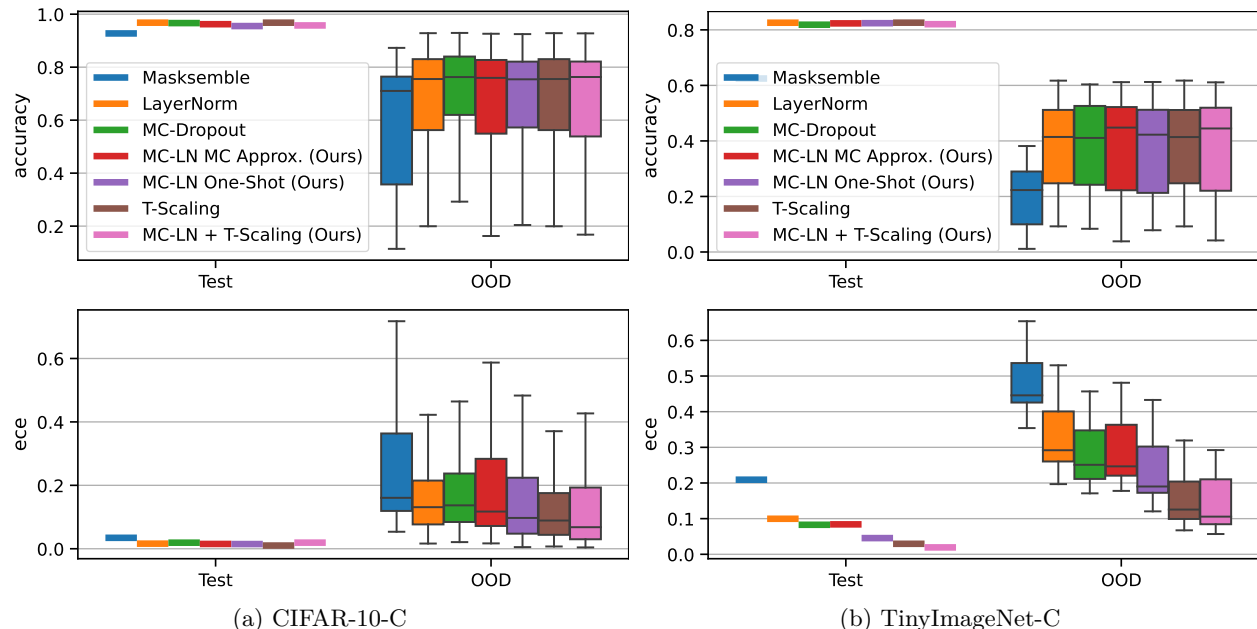 1.0
0.8
0.6
0.4
0.2
accuracy
Masksemble
LayerNorm
MC-Dropout
MC-LN MC Approx. (Ours)
MC-LN One-Shot (Ours)
T-Scaling
MC-LN + T-Scaling (Ours)
Test OOD
0.8
0.6
0.4
0.2
0.0
accuracy
Masksemble
LayerNorm
MC-Dropout
MC-LN MC Approx. (Ours)
MC-LN One-Shot (Ours)
T-Scaling
MC-LN + T-Scaling (Ours)
Test OOD
0.6
0.4
0.2
0.0
ece
Test OOD
(a) CIFAR-10-C
0.6
0.5
0.4
0.3
0.2
0.1
0.0
ece
Test OOD
(b) TinyImageNet-C